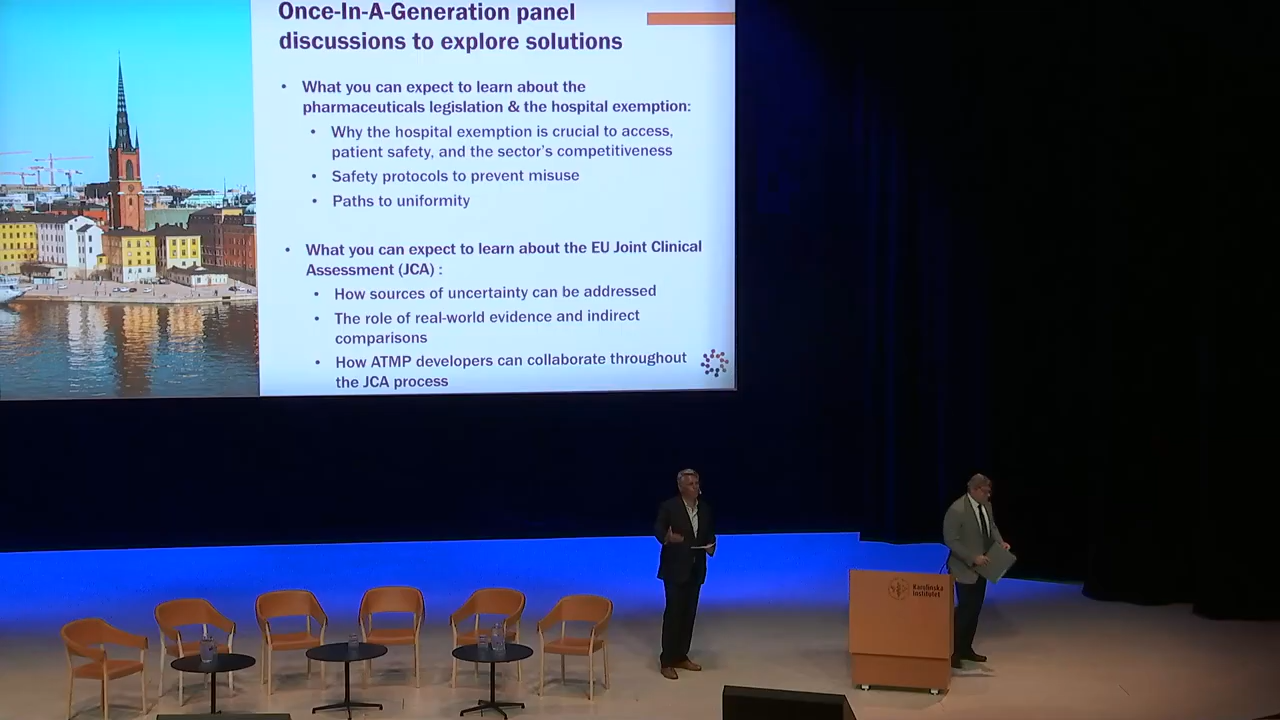 Once-In-A-Generation panel
discussions to explore solutions
• What you can expect to learn about the
pharmaceuticals legislation & the hospital exemption:
• Why the hospital exemption is crucial to access,
patient safety, and the sector's competitiveness
• Safety protocols to prevent misuse
• Paths to uniformity
• What you can expect to learn about the EU Joint Clinical
Assessment (JCA) :
• How sources of uncertainty can be addressed
• The role of real-world evidence and indirect
comparisons
• How ATMP developers can collaborate throughout
the JCA process
Karolinska
Institutet